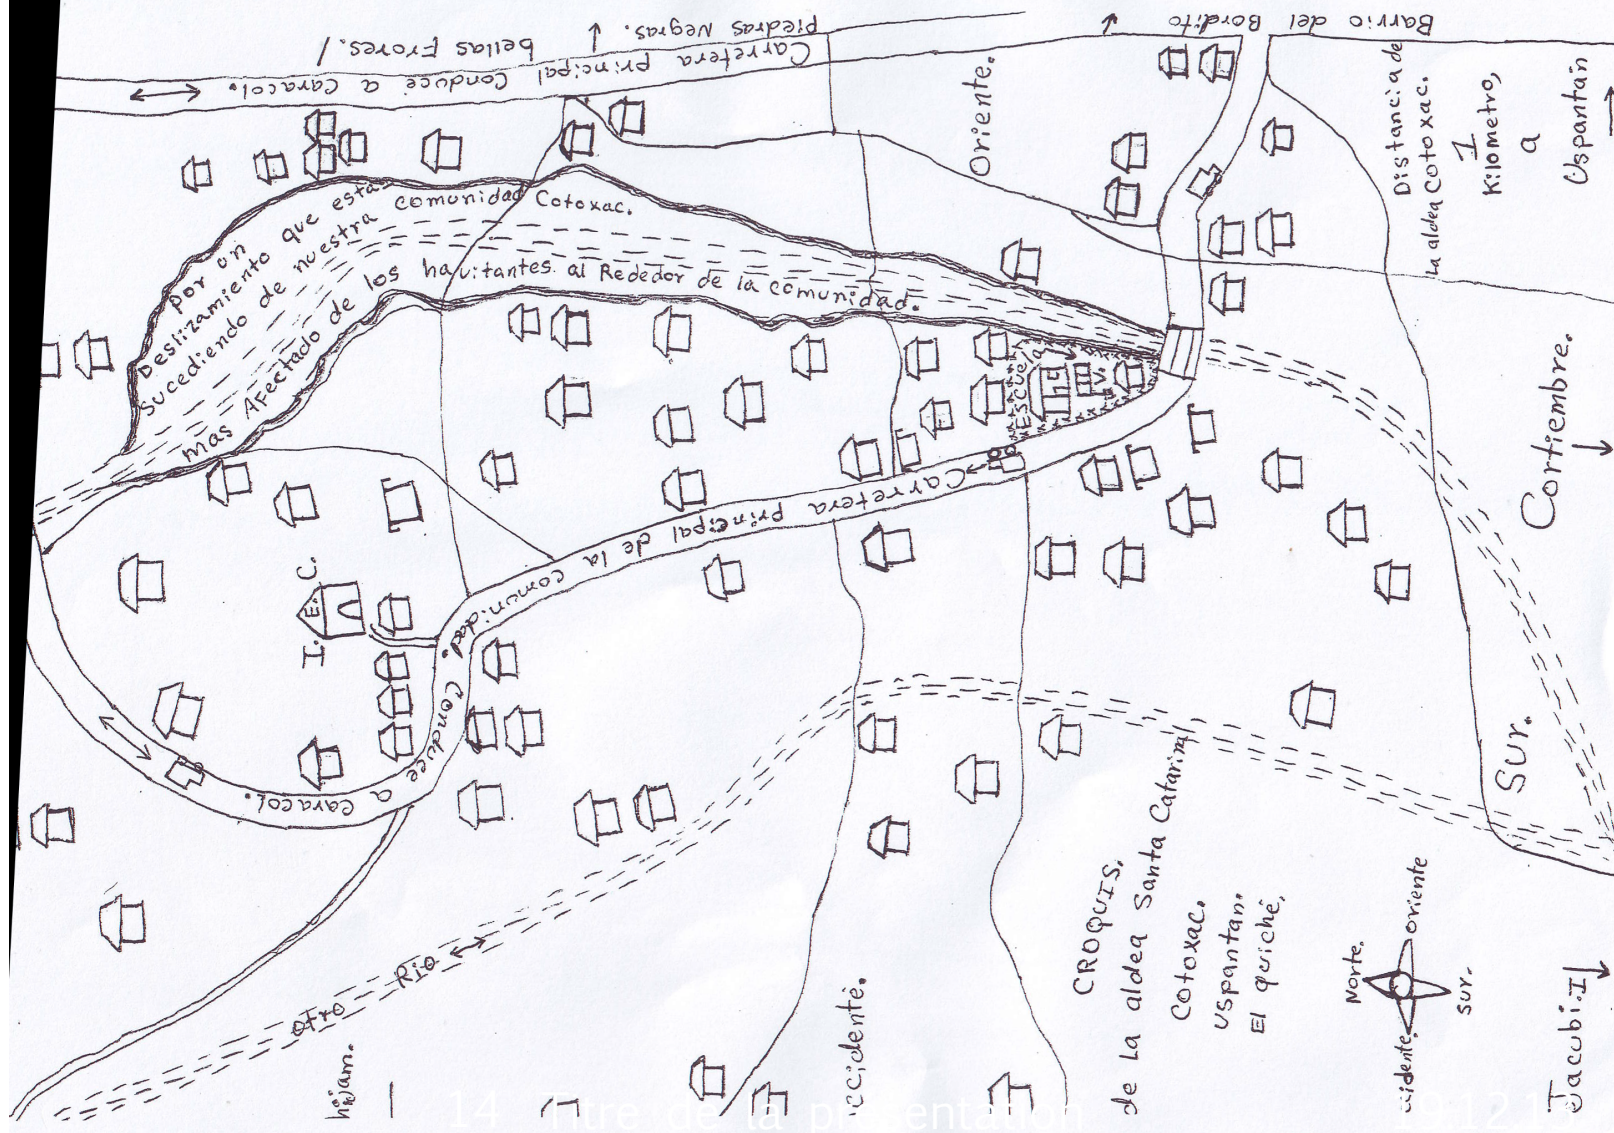 Barrio del Bordito
Piedras Negras.
bellas Frores.
Carretera principal Conduce a Caracol.
Oriente.
Distancia de
la aldea Cotoxac.
1
Kilometro,
a
Uspantán
por un
Deslizamiento que esta
Sucediendo de nuestra comunidad Cotoxac.
mas Afectado de los havitantes al Rededor de la comunidad.
Escuela
Cortiembre.
Carretera Principal de la comunidad. Conduce a caracol.
I. E. C.
Sur.
otro Rio
CROQUIS.
de La aldea Santa Catarina
Cotoxac.
Uspantan.
El quiché.
Norte.
oriente
sur.
ccidente.
Jacubi
14 Titre de la présentation